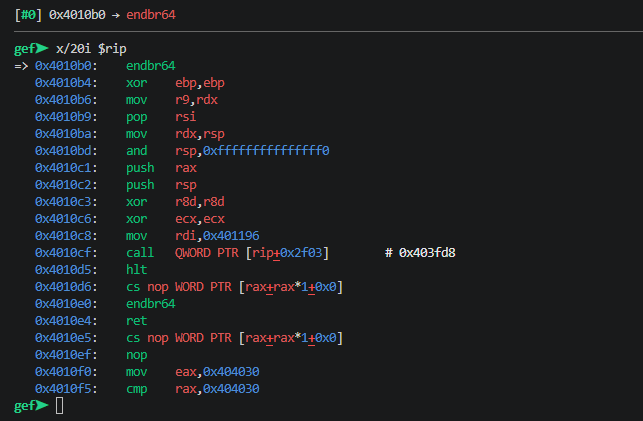 [#0] 0x4010b0 → endbr64
gef➤ x/20i $rip
=> 0x4010b0: endbr64
0x4010b4: xor ebp,ebp
0x4010b6: mov r9,rdx
0x4010b9: pop rsi
0x4010ba: mov rdx,rsp
0x4010bd: and rsp,0xfffffffffffffff0
0x4010c1: push rax
0x4010c2: push rsp
0x4010c3: xor r8d,r8d
0x4010c6: xor ecx,ecx
0x4010c8: mov rdi,0x401196
0x4010cf: call QWORD PTR [rip+0x2f03] # 0x403fd8
0x4010d5: hlt
0x4010d6: cs nop WORD PTR [rax+rax*1+0x0]
0x4010e0: endbr64
0x4010e4: ret
0x4010e5: cs nop WORD PTR [rax+rax*1+0x0]
0x4010ef: nop
0x4010f0: mov eax,0x404030
0x4010f5: cmp rax,0x404030
gef➤